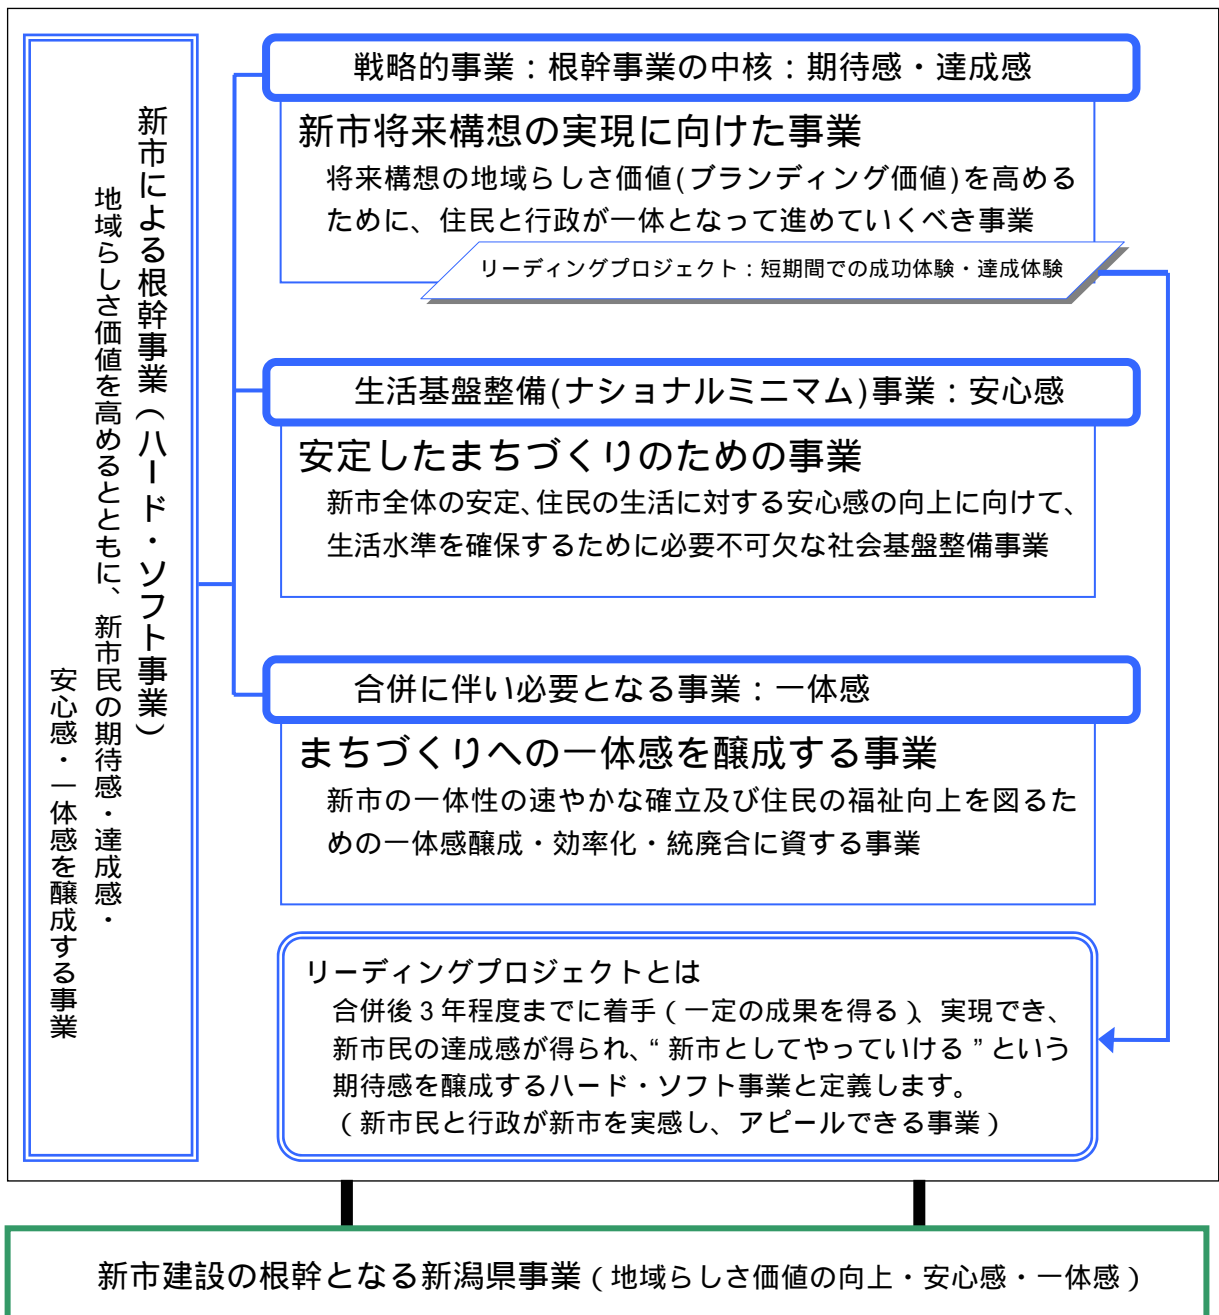 新市による根幹事業(ハード・ソフト事業)
地域らしさ価値を高めるとともに、新市民の期待感・達成感・
安心感・一体感を醸成する事業
戦略的事業:根幹事業の中核:期待感・達成感
新市将来構想の実現に向けた事業
将来構想の地域らしさ価値(ブランディング価値)を高める
ために、住民と行政が一体となって進めていくべき事業
リーディングプロジェクト:短期間での成功体験・達成体験
生活基盤整備(ナショナルミニマム)事業:安心感
安定したまちづくりのための事業
新市全体の安定、住民の生活に対する安心感の向上に向けて、
生活水準を確保するために必要不可欠な社会基盤整備事業
合併に伴い必要となる事業:一体感
まちづくりへの一体感を醸成する事業
新市の一体性の速やかな確立及び住民の福祉向上を図るた
めの一体感醸成・効率化・統廃合に資する事業
リーディングプロジェクトとは
合併後3年程度までに着手(一定の成果を得る)、実現でき、
新市民の達成感が得られ、“新市としてやっていける”という
期待感を醸成するハード・ソフト事業と定義します。
(新市民と行政が新市を実感し、アピールできる事業)
新市建設の根幹となる新潟県事業(地域らしさ価値の向上・安心感・一体感)